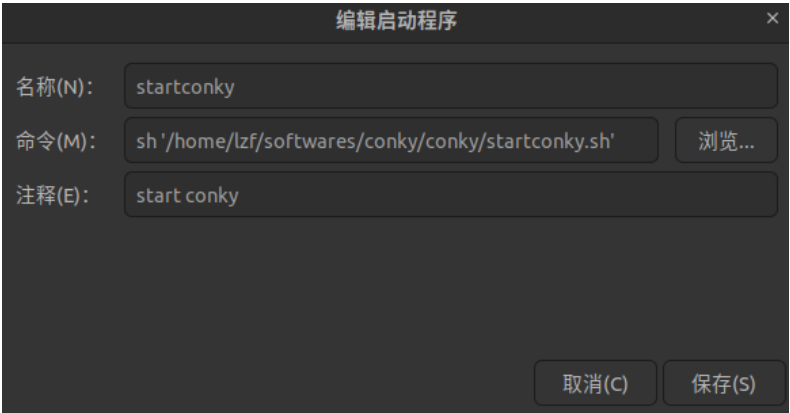 编辑启动程序 ×
名称(N): startconky
命令(M): sh '/home/lzf/softwares/conky/conky/startconky.sh' 浏览...
注释(E): start conky
取消(C) 保存(S)